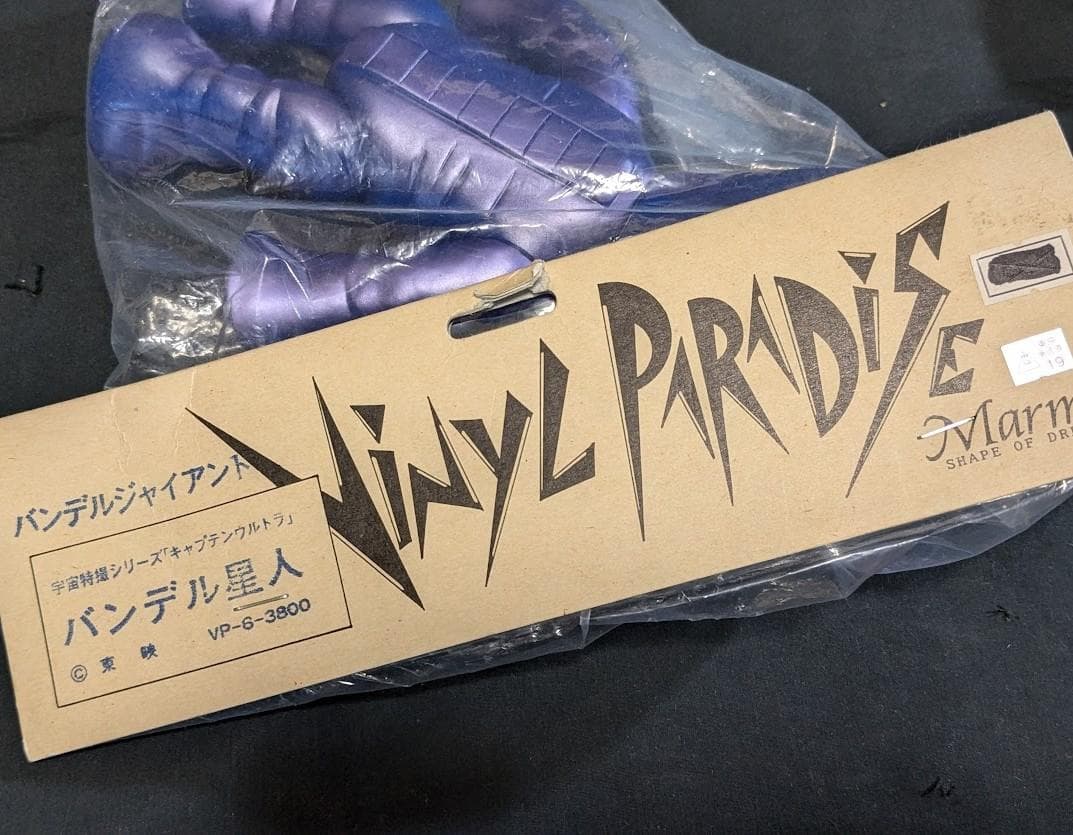 VINYL PARADISE
Marm
SHAPE OF DR
バンデルジャイアント
宇宙特撮シリーズ「キャプテンウルトラ」
バンデル星人
VP-6-3800
© 東映